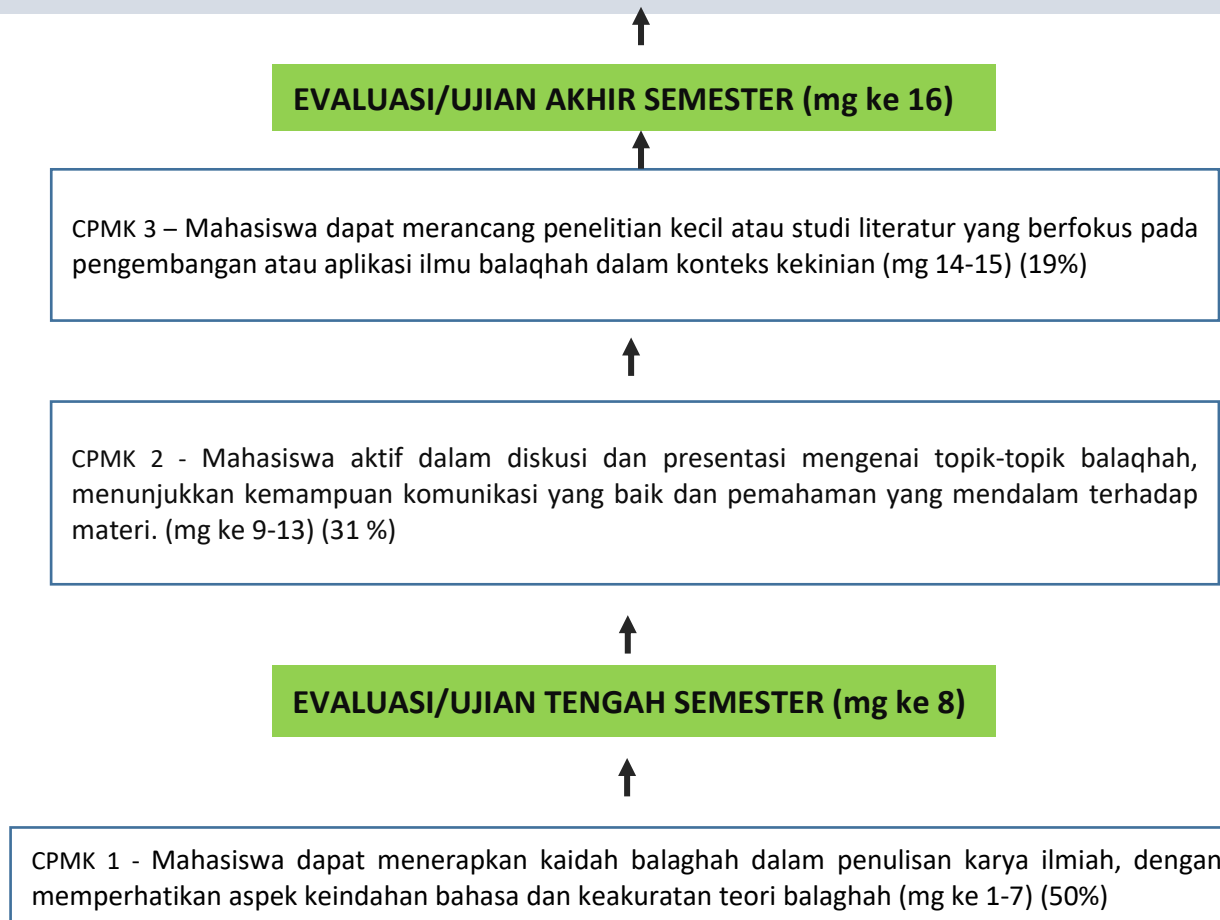 EVALUASI/UJIAN AKHIR SEMESTER (mg ke 16)
CPMK 3 – Mahasiswa dapat merancang penelitian kecil atau studi literatur yang berfokus pada
pengembangan atau aplikasi ilmu balaqhah dalam konteks kekinian (mg 14-15) (19%)
CPMK 2 - Mahasiswa aktif dalam diskusi dan presentasi mengenai topik-topik balaqhah,
menunjukkan kemampuan komunikasi yang baik dan pemahaman yang mendalam terhadap
materi. (mg ke 9-13) (31 %)
EVALUASI/UJIAN TENGAH SEMESTER (mg ke 8)
CPMK 1 - Mahasiswa dapat menerapkan kaidah balaghah dalam penulisan karya ilmiah, dengan
memperhatikan aspek keindahan bahasa dan keakuratan teori balaghah (mg ke 1-7) (50%)